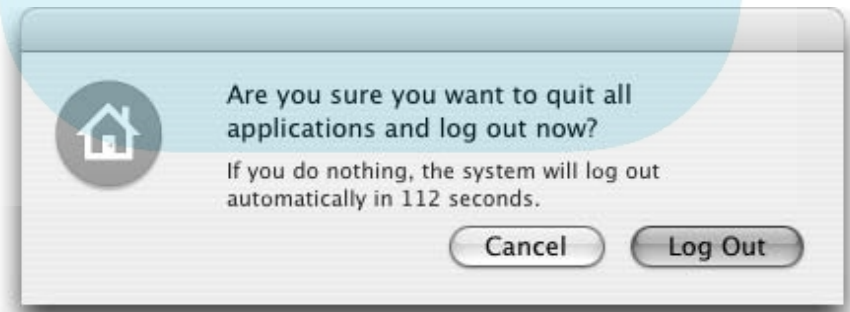 Are you sure you want to quit all
applications and log out now?
If you do nothing, the system will log out
automatically in 112 seconds.
Cancel Log Out